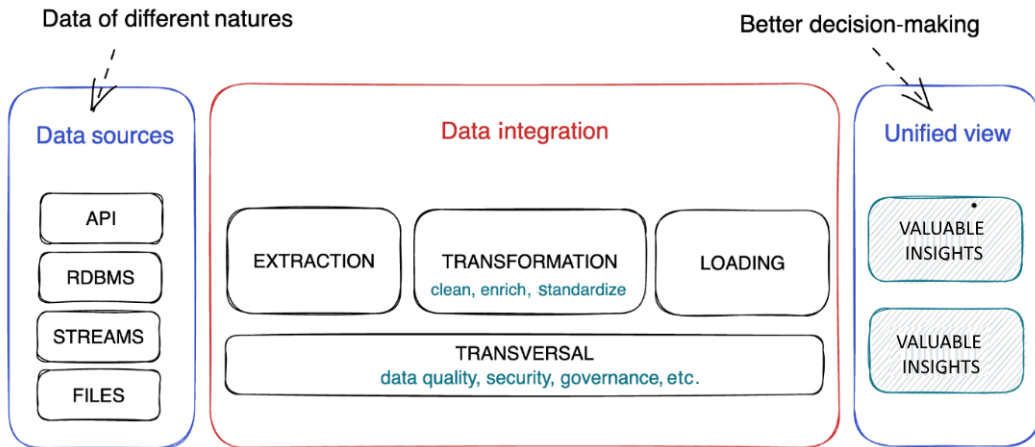 Data of different natures
Better decision-making
Data sources
API
RDBMS
STREAMS
FILES
Data integration
EXTRACTION
TRANSFORMATION
clean, enrich, standardize
LOADING
TRANSVERSAL
data quality, security, governance, etc.
Unified view
VALUABLE
INSIGHTS
VALUABLE
INSIGHTS